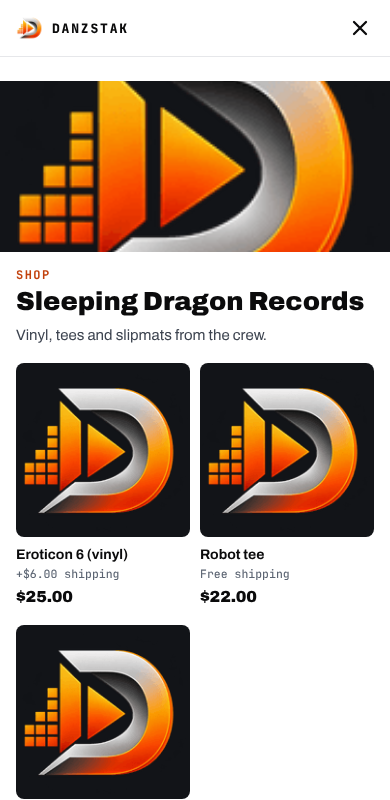 DANZSTAK
SHOP
Sleeping Dragon Records
Vinyl, tees and slipmats from the crew.
Eroticon 6 (vinyl)
+$6.00 shipping
$25.00
Robot tee
Free shipping
$22.00